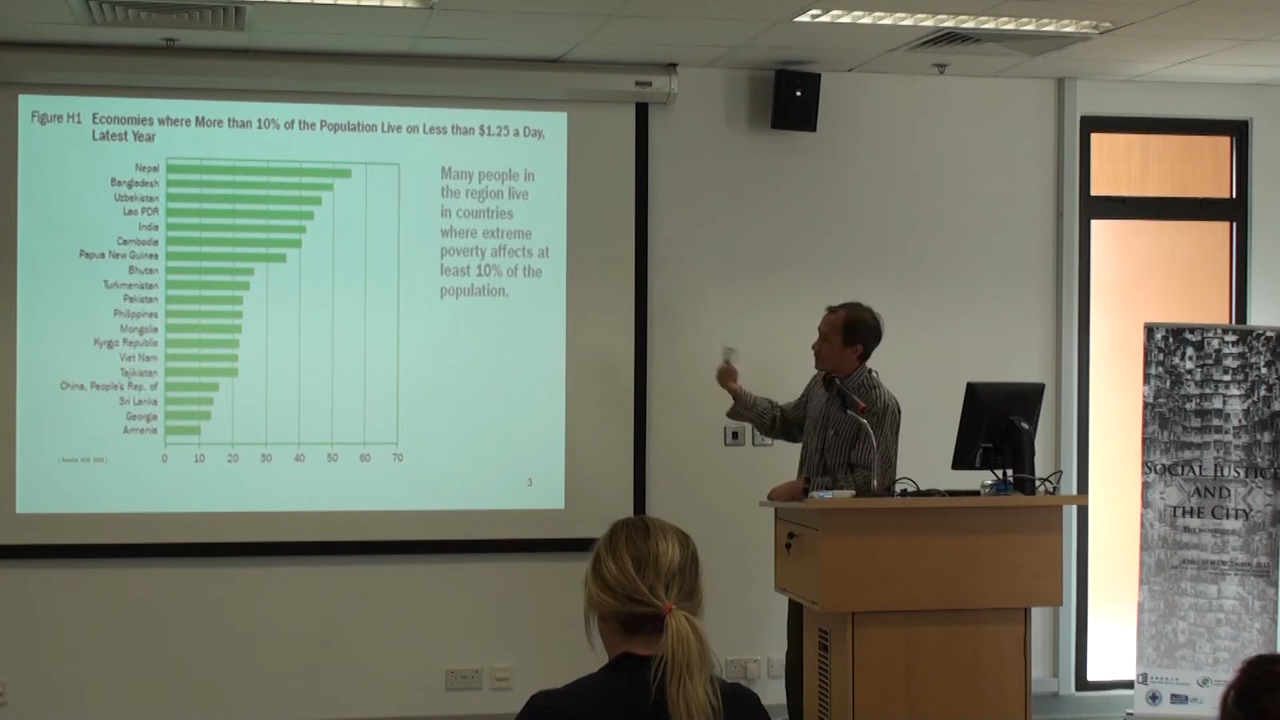 Figure H1 Economies where More than 10% of the Population Live on Less than $1.25 a Day,
Latest Year
Nepal
Bangladesh
Uzbekistan
Lao PDR
India
Cambodia
Papua New Guinea
Bhutan
Turkmenistan
Pakistan
Philippines
Mongolia
Kyrgyz Republic
Viet Nam
Tajikistan
China, People's Rep. of
Sri Lanka
Georgia
Armenia
0 10 20 30 40 50 60 70
Many people in
the region live
in countries
where extreme
poverty affects at
least 10% of the
population.
3
SOCIAL JUSTICE
AND
THE CITY